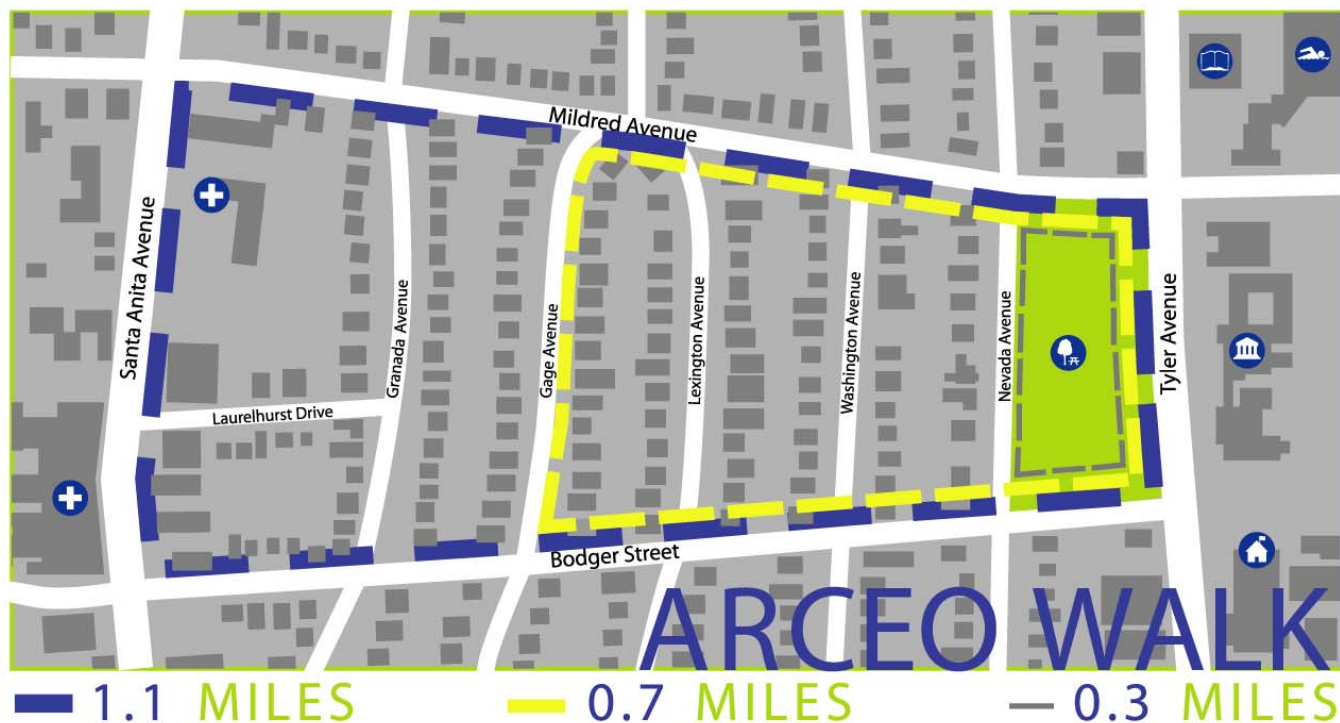 Mildred Avenue
Santa Anita Avenue
Granada Avenue
Gage Avenue
Lexington Avenue
Washington Avenue
Nevada Avenue
Tyler Avenue
Laurelhurst Drive
Bodger Street
ARCEO WALK
1.1 MILES
0.7 MILES
0.3 MILES